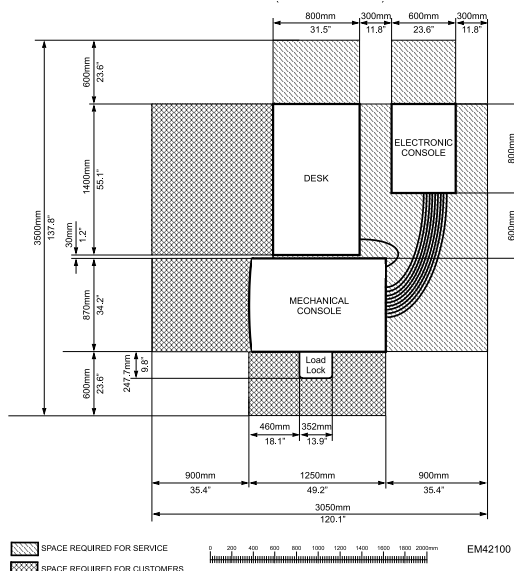 800mm
31.5"
300mm
11.8"
600mm
23.6"
300mm
11.8"
600mm
23.6"
ELECTRONIC
CONSOLE
800mm
DESK
1400mm
55.1"
3500mm
137.8"
30mm
1.2"
600mm
870mm
34.2"
MECHANICAL
CONSOLE
247.7mm
9.8"
Load
Lock
600mm
23.6"
460mm
18.1"
352mm
13.9"
900mm
35.4"
1250mm
49.2"
900mm
35.4"
3050mm
120.1"
SPACE REQUIRED FOR SERVICE
0 200 400 600 800 1000 1200 1400 1600 1800 2000mm
EM42100
SPACE REQUIRED FOR CUSTOMERS